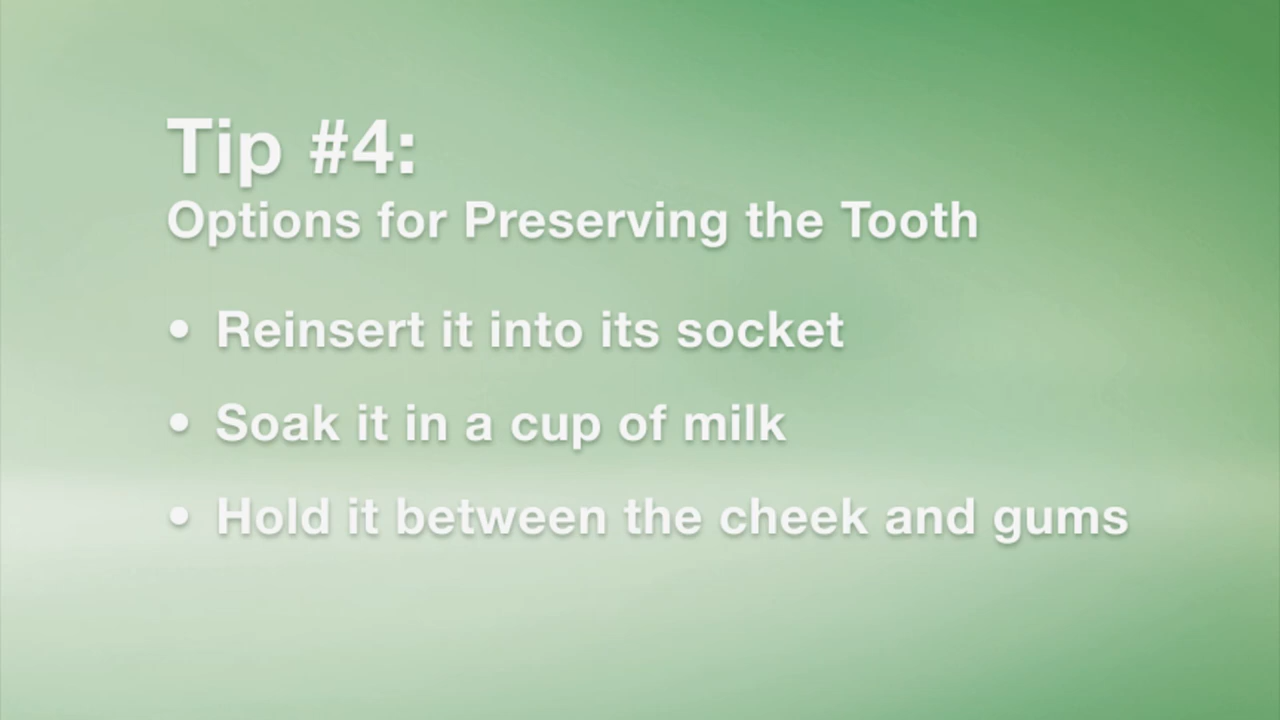 Tip #4:
Options for Preserving the Tooth
• Reinsert it into its socket
• Soak it in a cup of milk
• Hold it between the cheek and gums